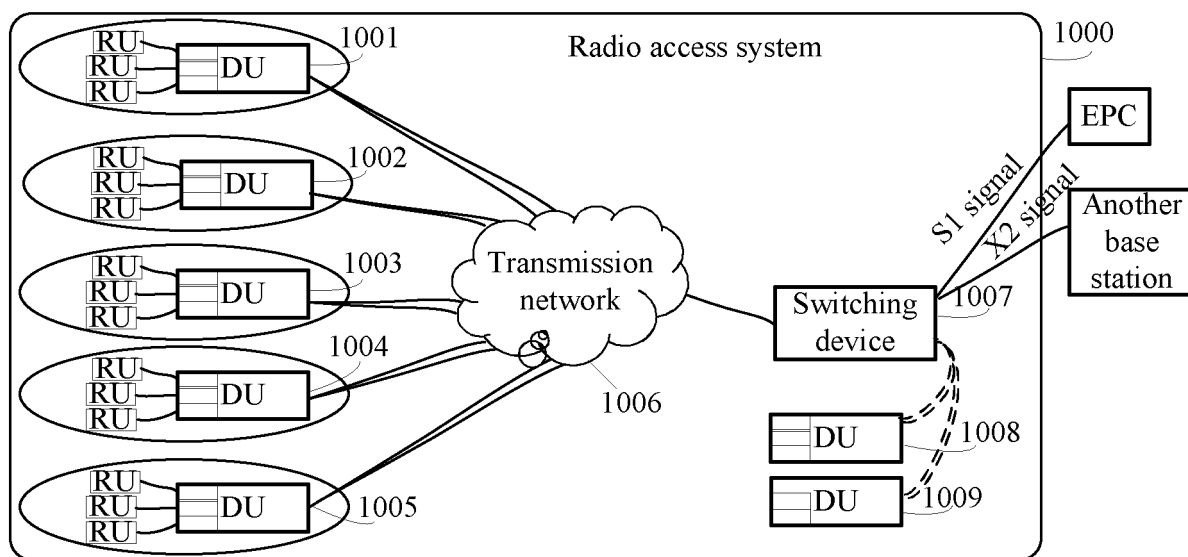 Radio access system
1000
RU
RU
RU
DU
1001
RU
RU
RU
DU
1002
RU
RU
RU
DU
1003
RU
RU
RU
DU
1004
RU
RU
RU
DU
1005
Transmission
network
1006
Switching
device
1007
DU
1008
DU
1009
S1 signal
X2 signal
EPC
Another
base
station